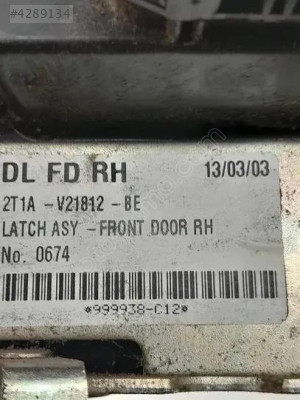 #4289134
DL FD RH 13/03/03
2T1A -V21812 -BE
LATCH ASY -FRONT DOOR RH
No. 0674
*999938-C12*